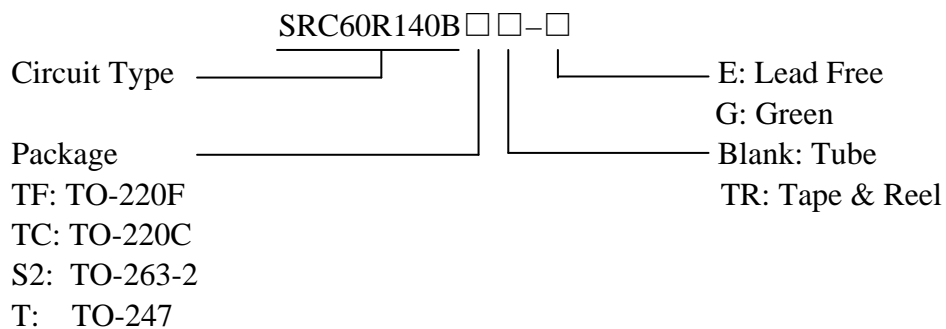 SRC60R140B□ □–□
Circuit Type
E: Lead Free
G: Green
Package
Blank: Tube
TF: TO-220F
TR: Tape & Reel
TC: TO-220C
S2: TO-263-2
T: TO-247